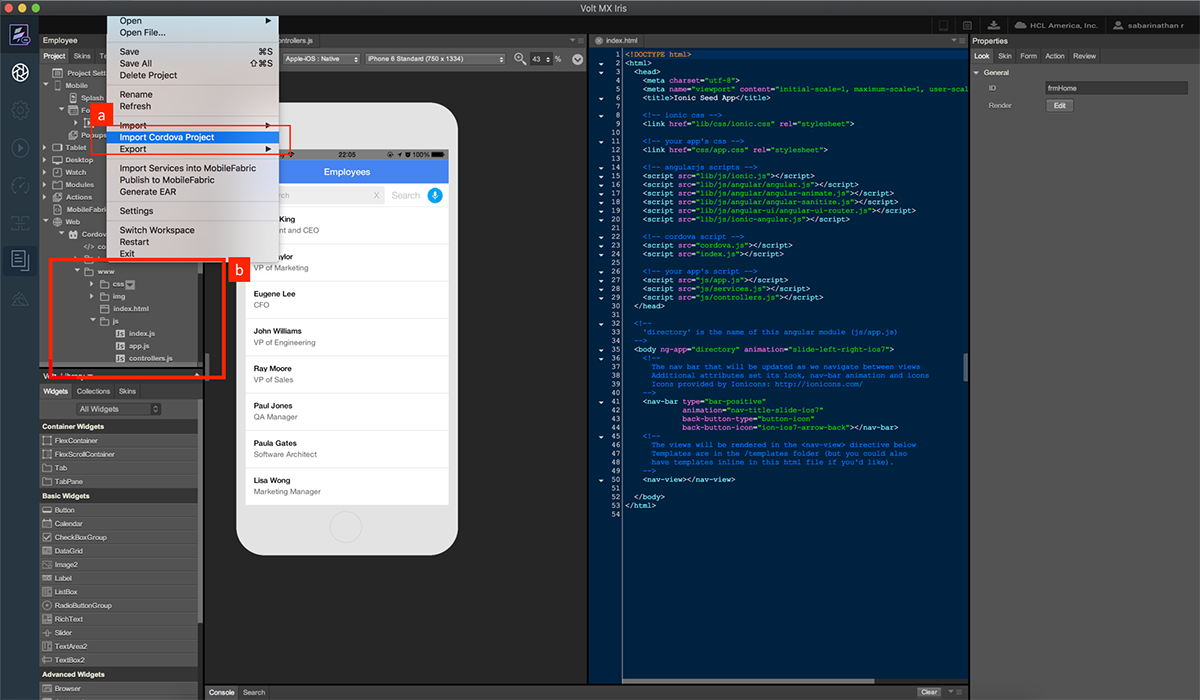 Volt MX Iris
HCL America, Inc.
sabarinathan r
Open
Open File...
Save ⌘S
Save All ⇧⌘S
Delete Project
Rename
Refresh
Import
Import Cordova Project
Export
Import Services into MobileFabric
Publish to MobileFabric
Generate EAR
Settings
Switch Workspace
Restart
Exit
a
b
Employee
Project Skins
Project Sett
Mobile
Splash
Popups
Tablet
Desktop
Watch
Modules
Actions
MobileFabri
Web
Cordov
www
css
img
index.html
js
index.js
app.js
controllers.js
Widgets Collections Skins
All Widgets
Container Widgets
FlexContainer
FlexScrollContainer
Tab
TabPane
Basic Widgets
Button
Calendar
CheckBoxGroup
DataGrid
Image2
Label
ListBox
RadioButtonGroup
RichText
Slider
TextArea2
TextBox2
Advanced Widgets
Browser
ntrollers.js
Apple-iOS : Native
iPhone 6 Standard (750 x 1334)
43 %
22:05
100%
Employees
rch X Search
King
nt and CEO
aylor
VP of Marketing
Eugene Lee
CFO
John Williams
VP of Engineering
Ray Moore
VP of Sales
Paul Jones
QA Manager
Paula Gates
Software Architect
Lisa Wong
Marketing Manager
Console Search
Clear
index.html
1 <!DOCTYPE html>
2 <html>
3 <head>
4 <meta charset="utf-8">
5 <meta name="viewport" content="initial-scale=1, maximum-scale=1, user-scal
6 <title>Ionic Seed App</title>
7
8 <!-- ionic css -->
9 <link href="lib/css/ionic.css" rel="stylesheet">
10
11 <!-- your app's css -->
12 <link href="css/app.css" rel="stylesheet">
13
14 <!-- angularjs scripts -->
15 <script src="lib/js/ionic.js"></script>
16 <script src="lib/js/angular/angular.js"></script>
17 <script src="lib/js/angular/angular-animate.js"></script>
18 <script src="lib/js/angular/angular-sanitize.js"></script>
19 <script src="lib/js/angular-ui/angular-ui-router.js"></script>
20 <script src="lib/js/ionic-angular.js"></script>
21
22 <!-- cordova script -->
23 <script src="cordova.js"></script>
24 <script src="js/index.js"></script>
25
26 <!-- your app's script -->
27 <script src="js/app.js"></script>
28 <script src="js/services.js"></script>
29 <script src="js/controllers.js"></script>
30 </head>
31
32 <!--
33 'directory' is the name of this angular module (js/app.js)
34 -->
35 <body ng-app="directory" animation="slide-left-right-ios7">
36 <!--
37 The nav bar that will be updated as we navigate between views
38 Additional attributes set its look, nav-bar animation and icons
39 Icons provided by Ionicons: http://ionicons.com/
40 -->
41 <nav-bar type="bar-positive"
42 animation="nav-title-slide-ios7"
43 back-button-type="button-icon"
44 back-button-icon="ion-ios7-arrow-back"></nav-bar>
45 <!--
46 The views will be rendered in the <nav-view> directive below
47 Templates are in the /templates folder (but you could also
48 have templates inline in this html file if you'd like).
49 -->
50 <nav-view></nav-view>
51
52 </body>
53 </html>
54
Properties
Look Skin Form Action Review
General
ID frmHome
Render Edit